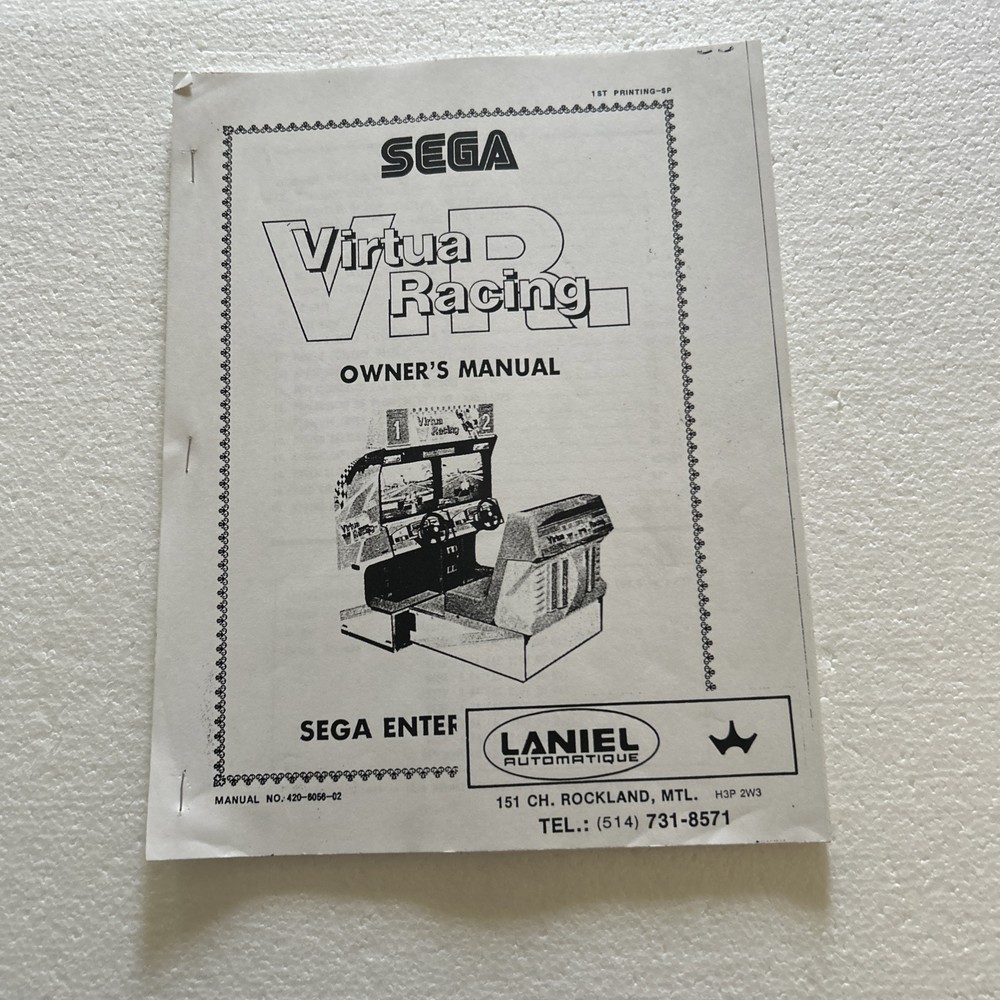 1ST PRINTING-SP
SEGA
V.R.
Virtua
Racing
OWNER'S MANUAL
1
Virtua
Racing
2
SEGA ENTER
LANIEL
AUTOMATIQUE
MANUAL NO. 420-6056-02
151 CH. ROCKLAND, MTL. H3P 2W3
TEL.: (514) 731-8571